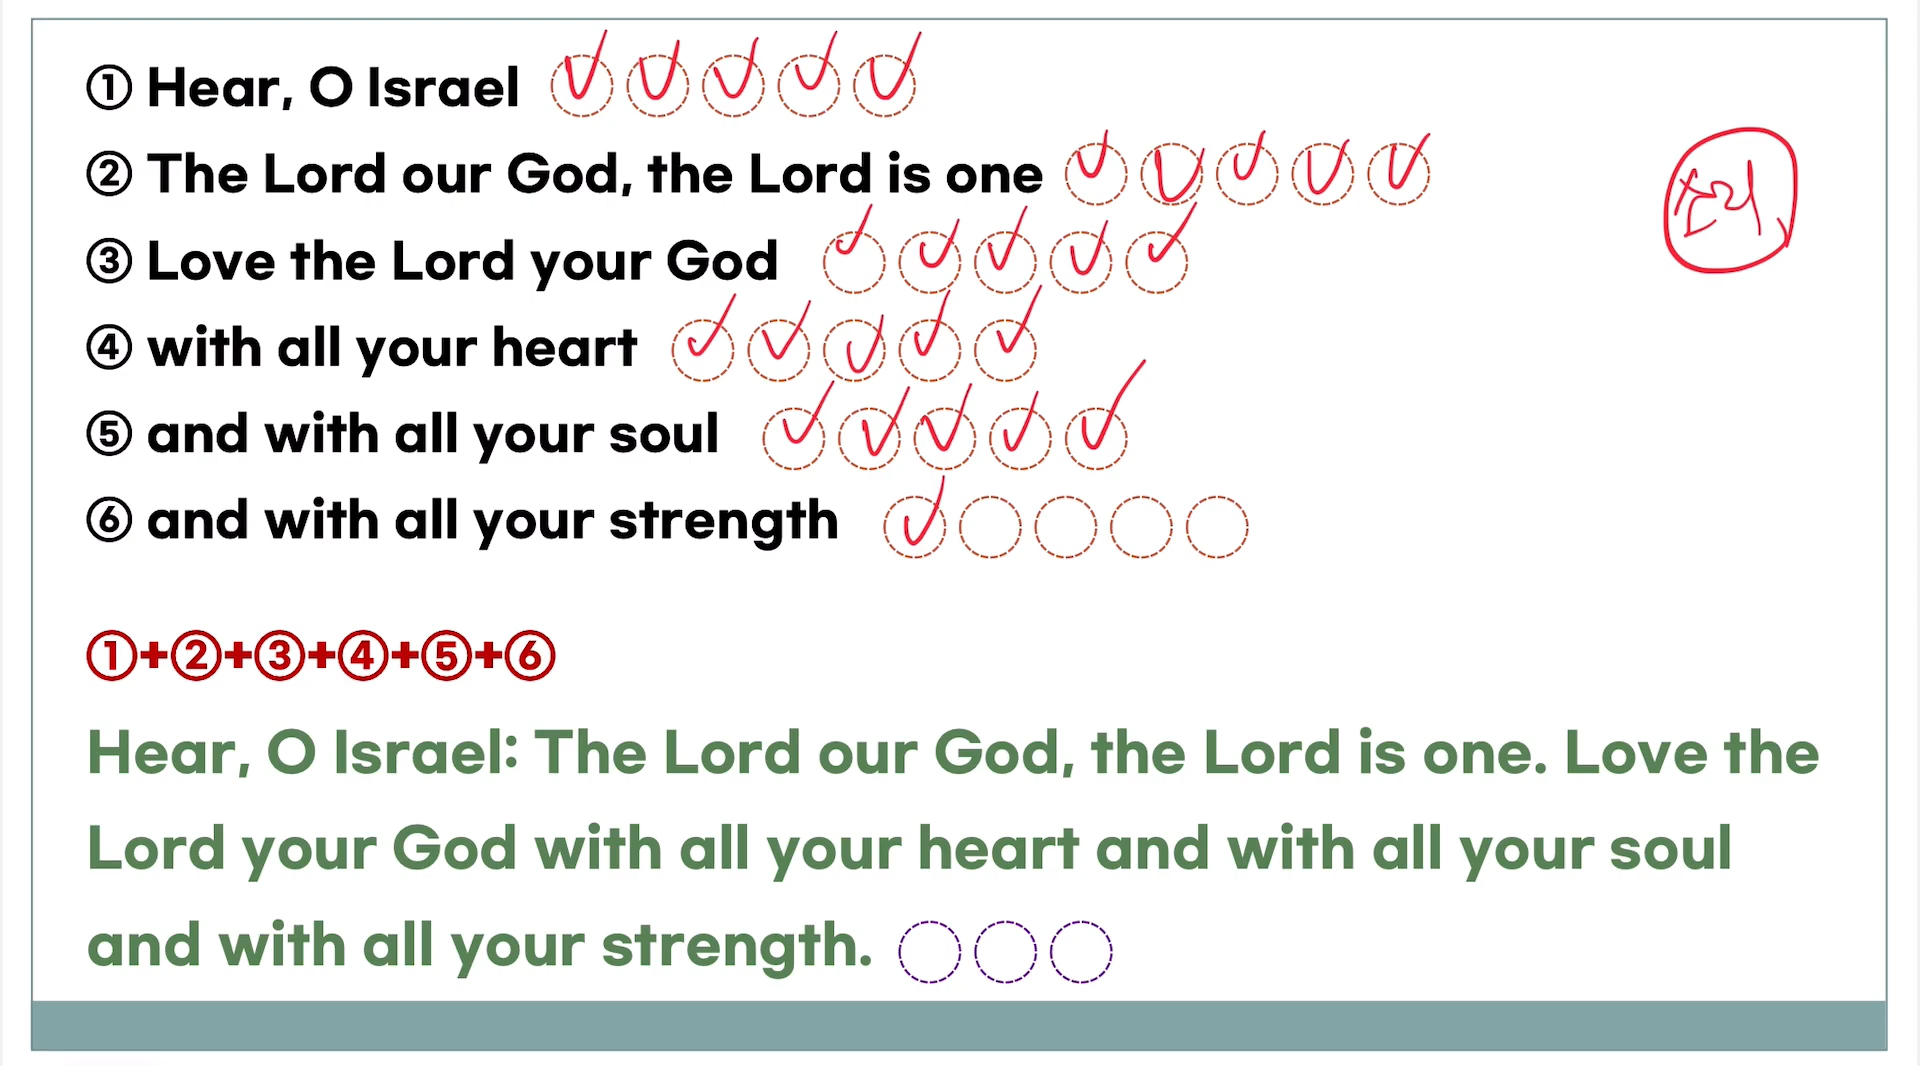 ① Hear, O Israel
② The Lord our God, the Lord is one
③ Love the Lord your God
④ with all your heart
⑤ and with all your soul
⑥ and with all your strength
①+②+③+④+⑤+⑥
Hear, O Israel: The Lord our God, the Lord is one. Love the
Lord your God with all your heart and with all your soul
and with all your strength.